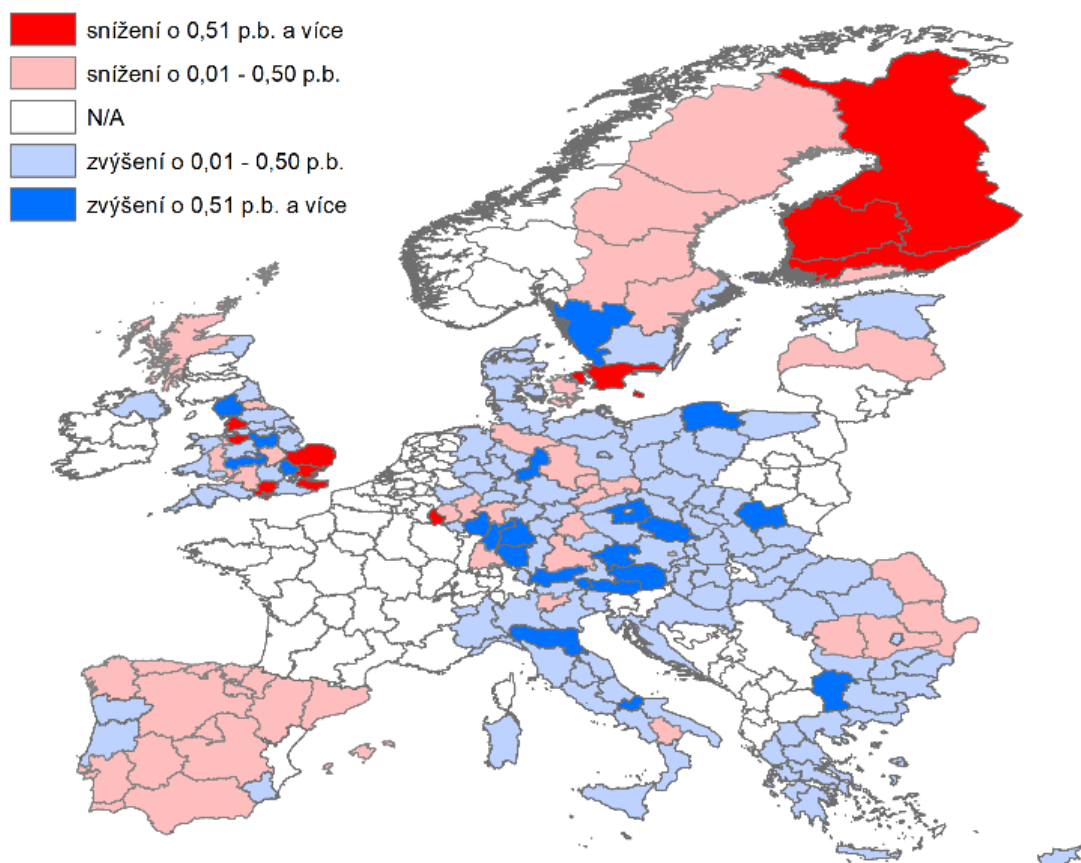 snížení o 0,51 p.b. a více
snížení o 0,01 - 0,50 p.b.
N/A
zvýšení o 0,01 - 0,50 p.b.
zvýšení o 0,51 p.b. a více